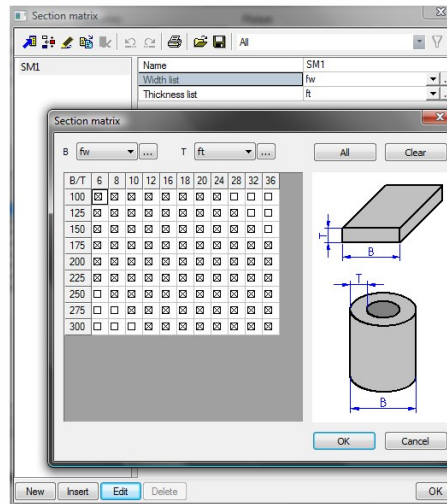 Section matrix
All
SM1
Name SM1
Width list fw
Thickness list ft
Section matrix
B fw ... T ft ... All Clear
B/T 6 8 10 12 16 18 20 24 28 32 36
100
125
150
175
200
225
250
275
300
T
B
T
B
OK Cancel
New Insert Edit Delete OK